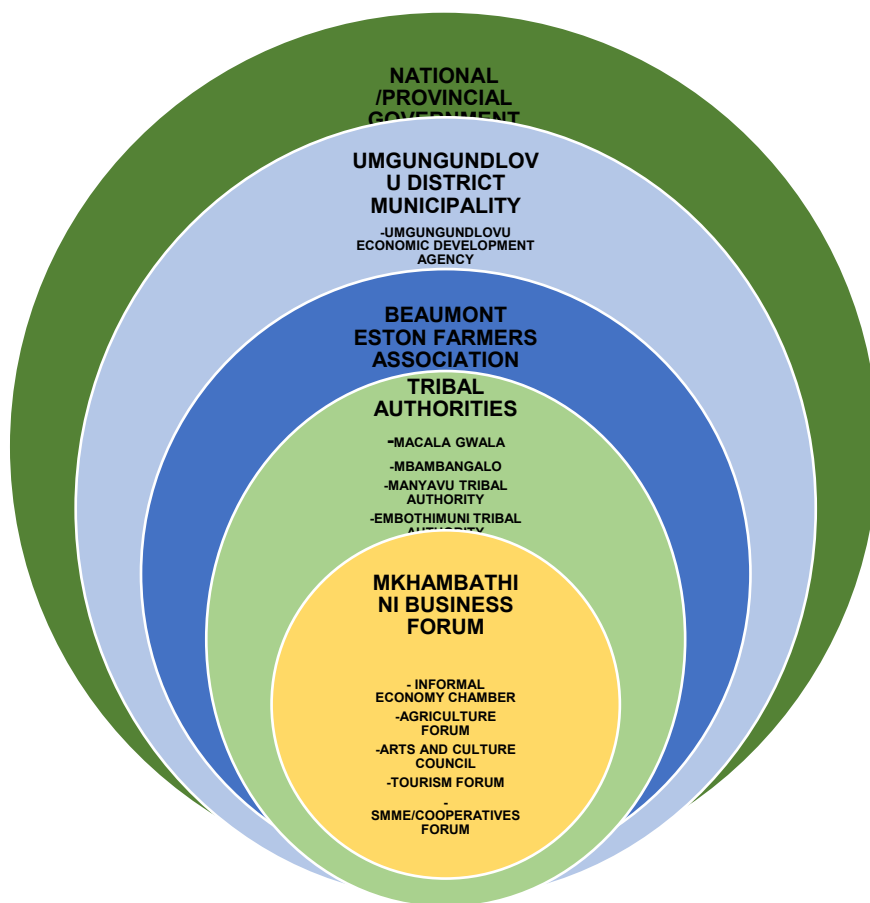 NATIONAL
/PROVINCIAL
GOVERNMENT
UMGUNGUNDLOV
U DISTRICT
MUNICIPALITY
-UMGUNGUNDLOVU
ECONOMIC DEVELOPMENT
AGENCY
BEAUMONT
ESTON FARMERS
ASSOCIATION
TRIBAL
AUTHORITIES
-MACALA GWALA
-MBAMBANGALO
-MANYAVU TRIBAL
AUTHORITY
-EMBOTHIMUNI TRIBAL
AUTHORITY
MKHAMBATHI
NI BUSINESS
FORUM
- INFORMAL
ECONOMY CHAMBER
-AGRICULTURE
FORUM
-ARTS AND CULTURE
COUNCIL
-TOURISM FORUM
-
SMME/COOPERATIVES
FORUM